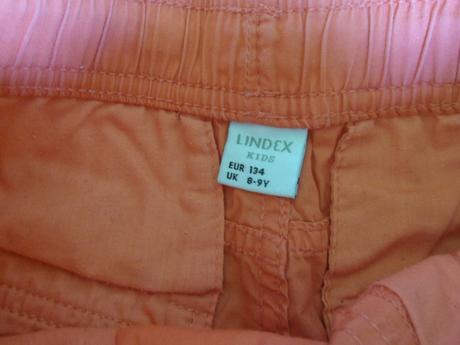 LINDEX
KIDS
EUR 134
UK 8-9Y